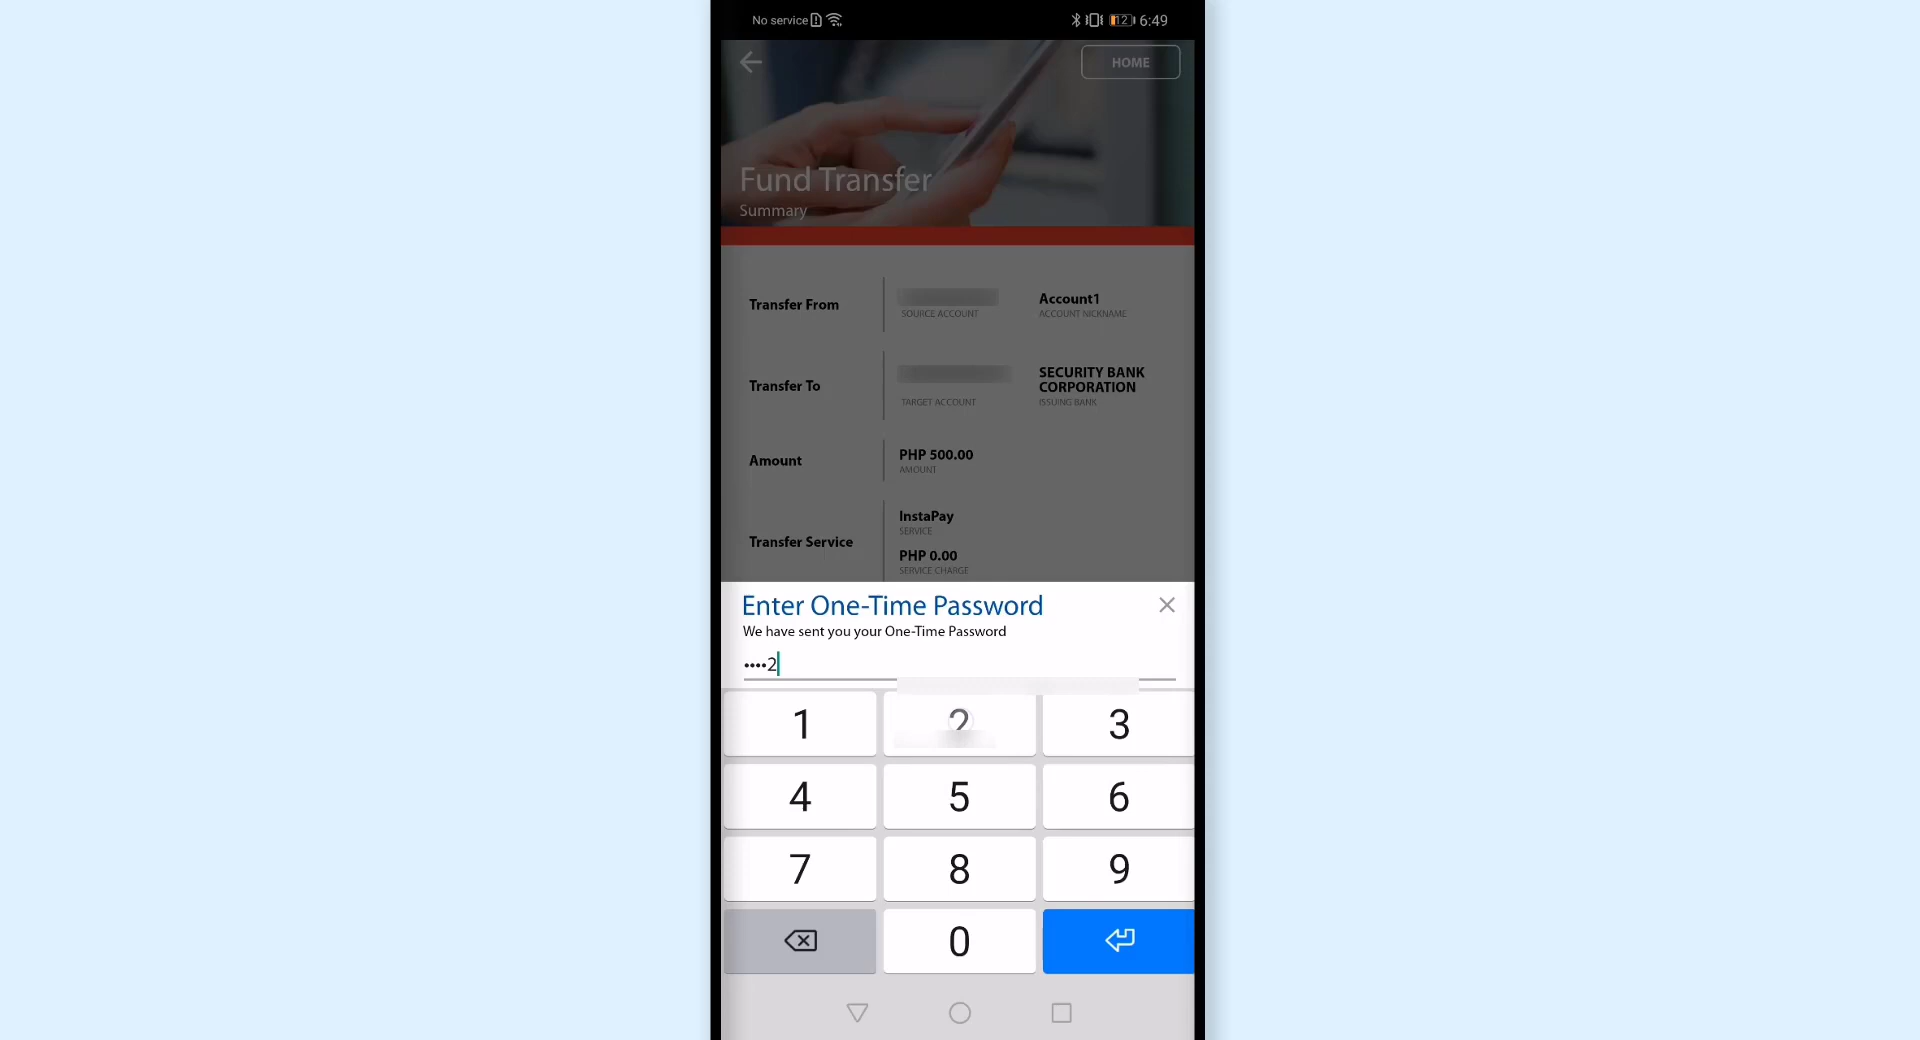 No service 12 6:49
HOME
Fund Transfer
Summary
Transfer From
SOURCE ACCOUNT
Account1
ACCOUNT NICKNAME
Transfer To
TARGET ACCOUNT
SECURITY BANK
CORPORATION
ISSUING BANK
Amount
PHP 500.00
AMOUNT
Transfer Service
InstaPay
SERVICE
PHP 0.00
SERVICE CHARGE
Enter One-Time Password
We have sent you your One-Time Password
••••2
1 2 3
4 5 6
7 8 9
0